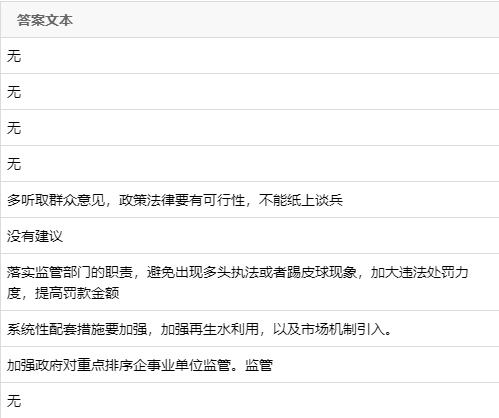 答案文本
无
无
无
无
多听取群众意见，政策法律要有可行性，不能纸上谈兵
没有建议
落实监管部门的职责，避免出现多头执法或者踢皮球现象，加大违法处罚力
度，提高罚款金额
系统性配套措施要加强，加强再生水利用，以及市场机制引入。
加强政府对重点排序企事业单位监管。监管
无